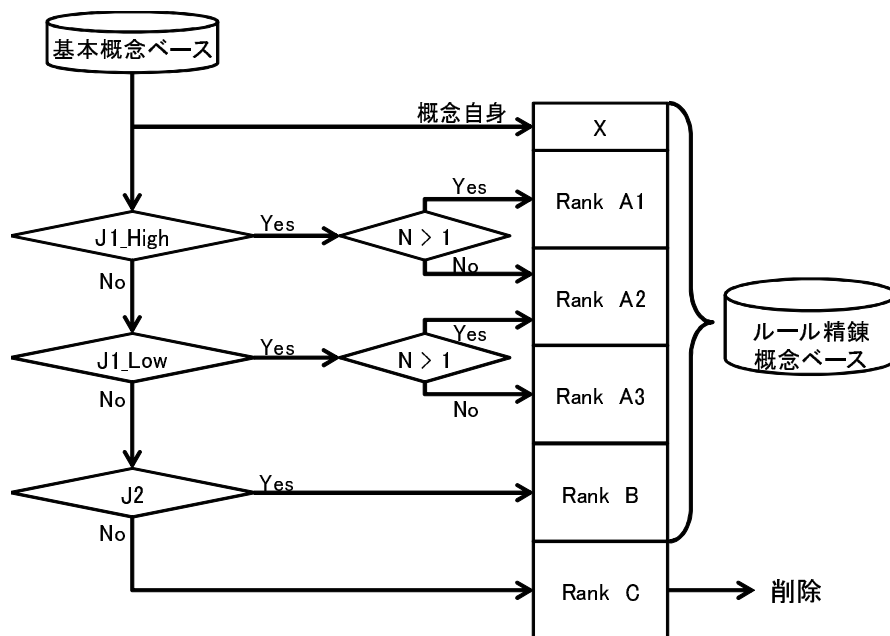 基本概念ベース
概念自身
X
Yes
Rank A1
J1_High
Yes
N > 1
No
No
Rank A2
ルール精錬
概念ベース
Yes
J1_Low
Yes
N > 1
No
No
Rank A3
J2
Yes
No
Rank B
Rank C
削除